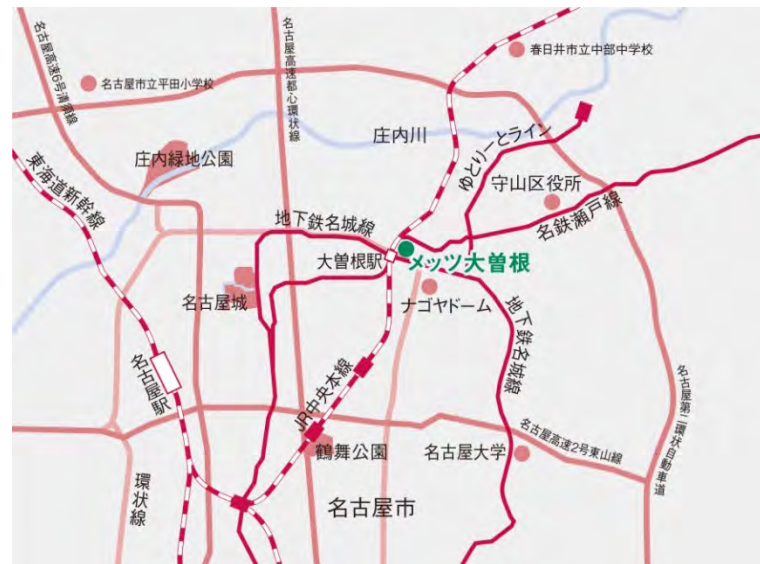 名古屋高速6号清須線
名古屋市立平田小学校
名古屋高速都心環状線
春日井市立中部中学校
庄内川
庄内緑地公園
東海道新幹線
ゆとりーとライン
守山区役所
名鉄瀬戸線
地下鉄名城線
大曽根駅
メッツ大曽根
名古屋城
ナゴヤドーム
地下鉄名城線
名古屋駅
JR中央本線
名古屋第二環状自動車道
名古屋高速2号東山線
鶴舞公園
名古屋大学
環状線
名古屋市